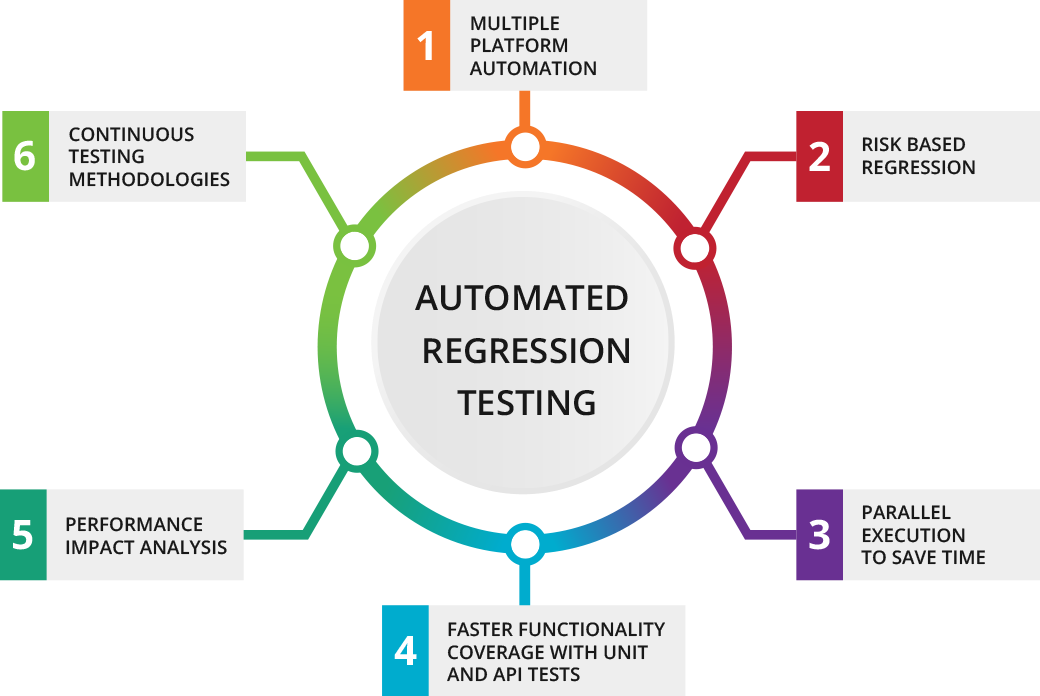 AUTOMATED
REGRESSION
TESTING
1
MULTIPLE
PLATFORM
AUTOMATION
2
RISK BASED
REGRESSION
3
PARALLEL
EXECUTION
TO SAVE TIME
4
FASTER FUNCTIONALITY
COVERAGE WITH UNIT
AND API TESTS
5
PERFORMANCE
IMPACT ANALYSIS
6
CONTINUOUS
TESTING
METHODOLOGIES